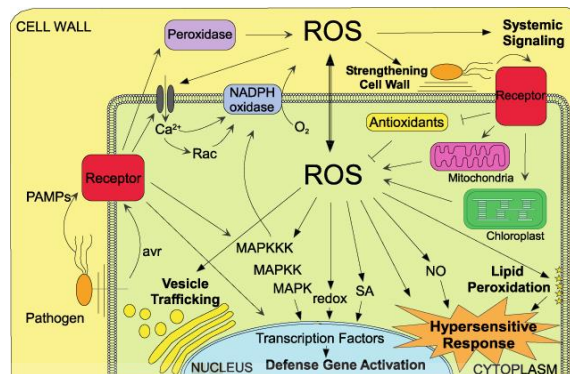 CELL WALL
Peroxidase
ROS
Systemic
Signaling
Strengthening
Cell Wall
NADPH
oxidase
Receptor
Ca2+
O2
Antioxidants
Rac
Mitochondria
Receptor
ROS
PAMPs
Chloroplast
MAPKKK
avr
MAPKK
NO
Lipid
Peroxidation
Vesicle
Trafficking
MAPK
redox
SA
Pathogen
Hypersensitive
Response
Transcription Factors
NUCLEUS
Defense Gene Activation
CYTOPLASM